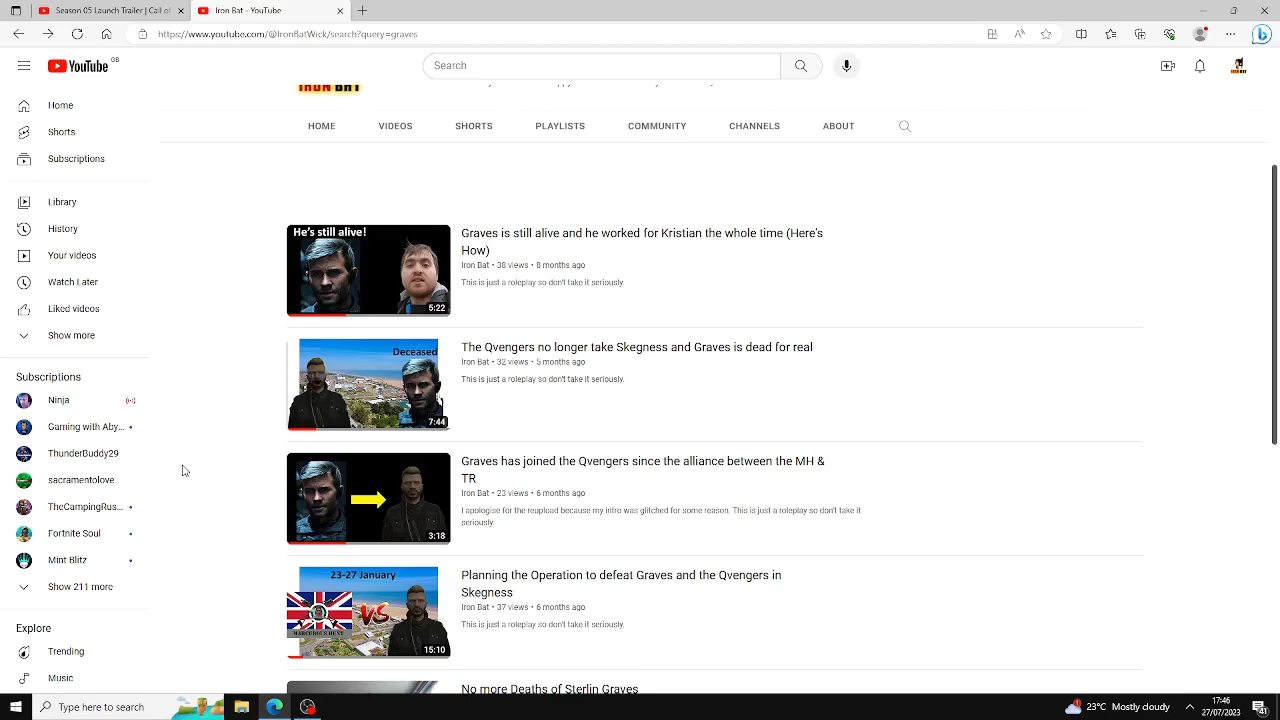 Season 05 Launch Trailer | Call of
Iron Bat - YouTube
https://www.youtube.com/@IronBatWick/search?query=graves
YouTube GB
Search
IRON BAT
HOME
VIDEOS
SHORTS
PLAYLISTS
COMMUNITY
CHANNELS
ABOUT
Home
Shorts
Subscriptions
Library
History
Your videos
Watch Later
Liked videos
Show more
Subscriptions
Ninja
Gaming with Aby...
ThunderBuddy29
sacramentolove
TheCampingRus...
Fortnite Soul
Mint Blitz
Show 211 more
Explore
Trending
Music
He's still alive!
5:22
Graves is still alive and he worked for Kristian the whole time (Here's
How)
Iron Bat • 38 views • 8 months ago
This is just a roleplay so don't take it seriously.
Deceased
7:44
The Qvengers no longer take Skegness and Graves is dead for real
Iron Bat • 32 views • 5 months ago
This is just a roleplay so don't take it seriously.
3:18
Graves has joined the Qvengers since the alliance between the MH &
TR
Iron Bat • 23 views • 6 months ago
I apologise for the reupload because my intro was glitched for some reason. This is just a roleplay so don't take it
seriously.
23-27 January
VS
MARCUROU'S HUNT
15:10
Planning the Operation to defeat Graves and the Qvengers in
Skegness
Iron Bat • 37 views • 6 months ago
This is just a roleplay so don't take it seriously.
No more Deaths of Sterlin Graves
Type here to search
23°C Mostly cloudy
17:46
27/07/2023